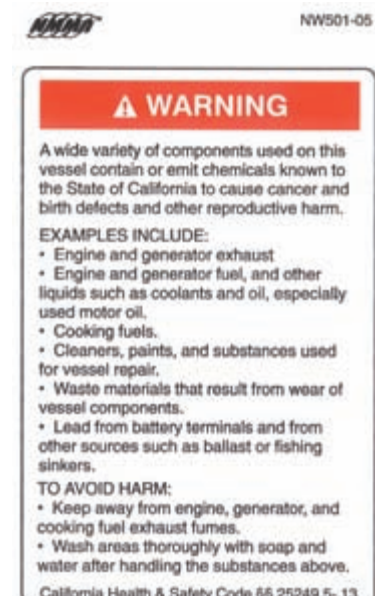 NMMA
NW501-05
WARNING
A wide variety of components used on this
vessel contain or emit chemicals known to
the State of California to cause cancer and
birth defects and other reproductive harm.
EXAMPLES INCLUDE:
• Engine and generator exhaust
• Engine and generator fuel, and other
liquids such as coolants and oil, especially
used motor oil.
• Cooking fuels.
• Cleaners, paints, and substances used
for vessel repair.
• Waste materials that result from wear of
vessel components.
• Lead from battery terminals and from
other sources such as ballast or fishing
sinkers.
TO AVOID HARM:
• Keep away from engine, generator, and
cooking fuel exhaust fumes.
• Wash areas thoroughly with soap and
water after handling the substances above.
California Health & Safety Code §§ 25249.5-.13